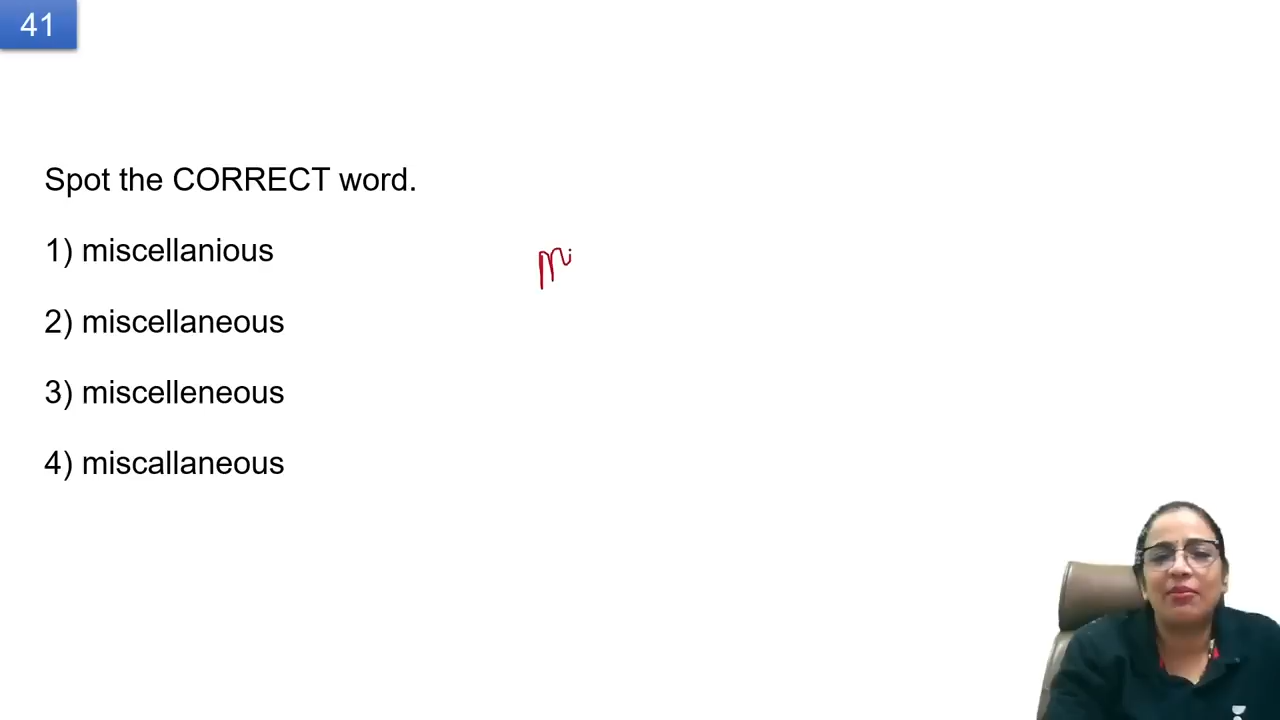 41
Spot the CORRECT word.
1) miscellanious
mi
2) miscellaneous
3) miscelleneous
4) miscallaneous